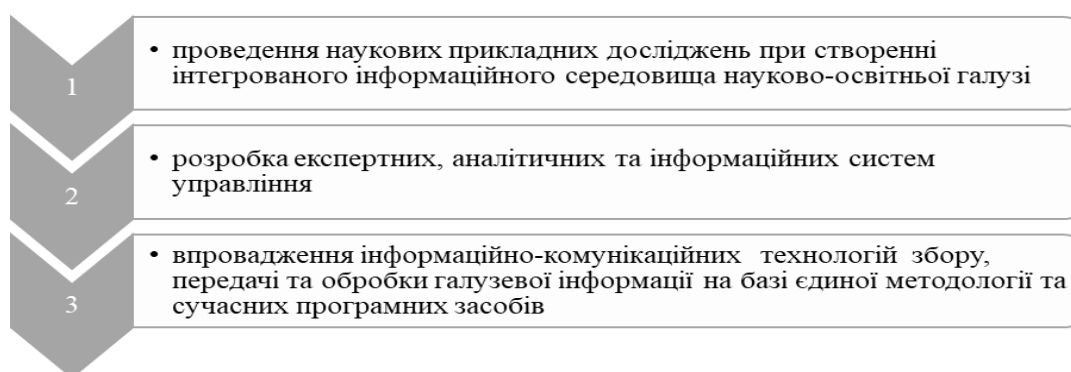 1
• проведення наукових прикладних досліджень при створенні
інтегрованого інформаційного середовища науково-освітньої галузі
2
• розробка експертних, аналітичних та інформаційних систем
управління
3
• впровадження інформаційно-комунікаційних технологій збору,
передачі та обробки галузевої інформації на базі єдиної методології та
сучасних програмних засобів